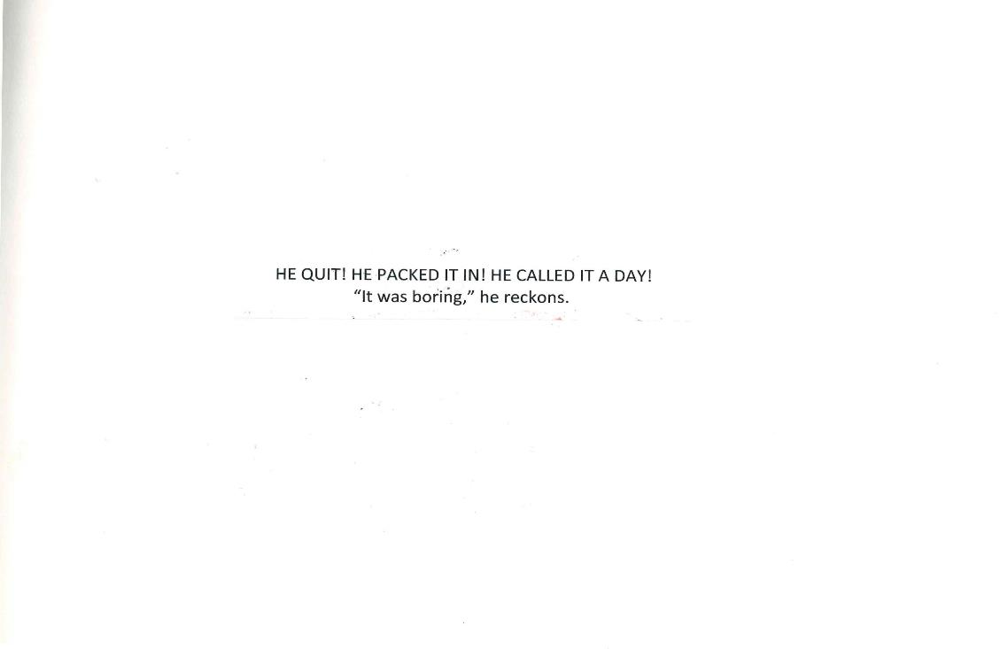 HE QUIT! HE PACKED IT IN! HE CALLED IT A DAY!
“It was boring,” he reckons.